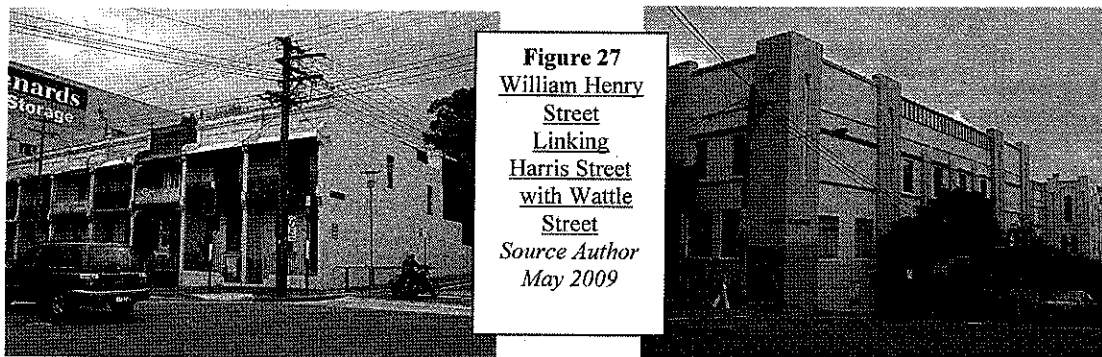 nards
Storage
Figure 27
William Henry
Street
Linking
Harris Street
with Wattle
Street
Source Author
May 2009